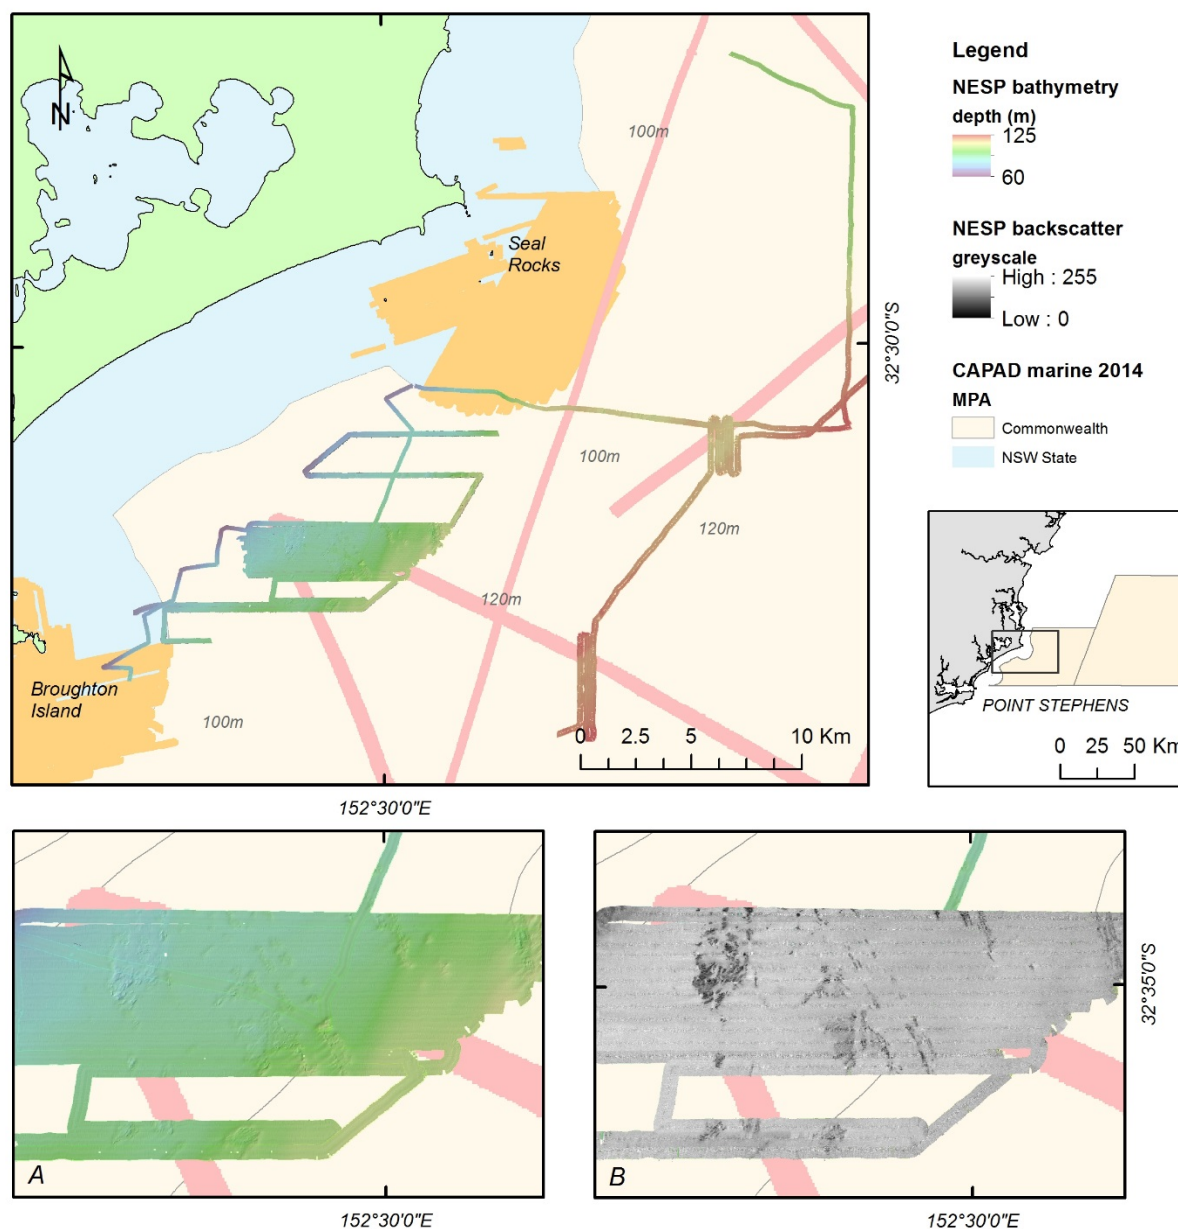 N
100m
Seal
Rocks
32°30'0"S
100m
120m
120m
Broughton
Island
100m
0 2.5 5 10 Km
152°30'0"E
Legend
NESP bathymetry
depth (m)
125
60
NESP backscatter
greyscale
High : 255
Low : 0
CAPAD marine 2014
MPA
Commonwealth
NSW State
POINT STEPHENS
0 25 50 Km
A
152°30'0"E
B
32°35'0"S
152°30'0"E